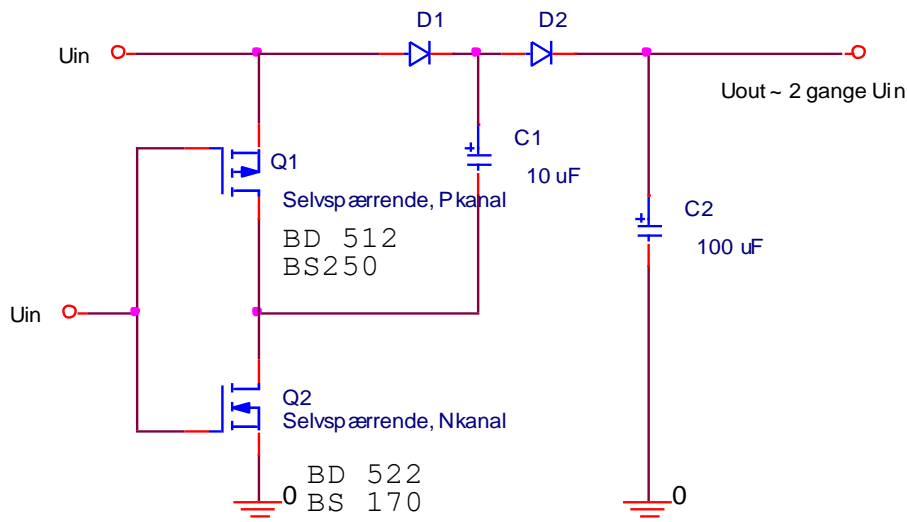 D1
D2
Uin
Uout ~ 2 gange Uin
C1
10 uF
Q1
Selvspærrende, Pkanal
BD 512
BS250
C2
100 uF
Uin
Q2
Selvspærrende, Nkanal
BD 522
BS 170
0
0